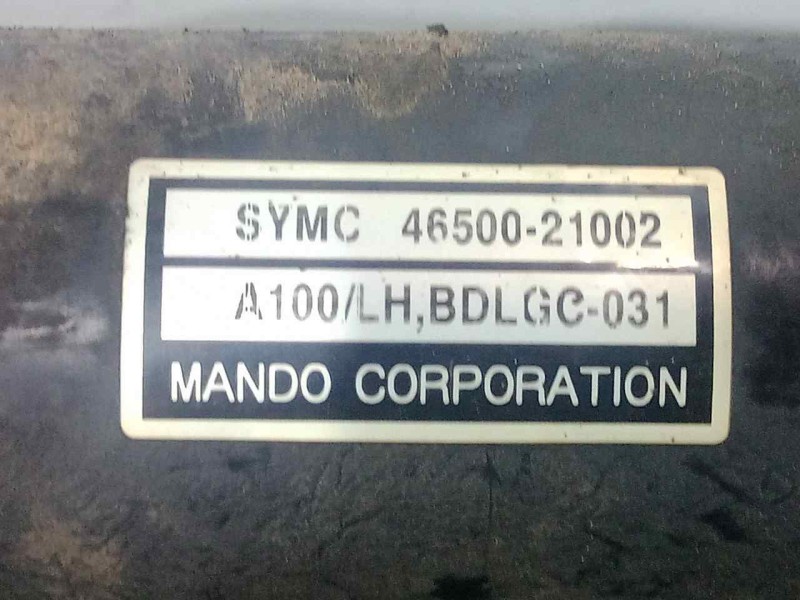 SYMC 46500-21002
A100/LH,BDLGC-031
MANDO CORPORATION